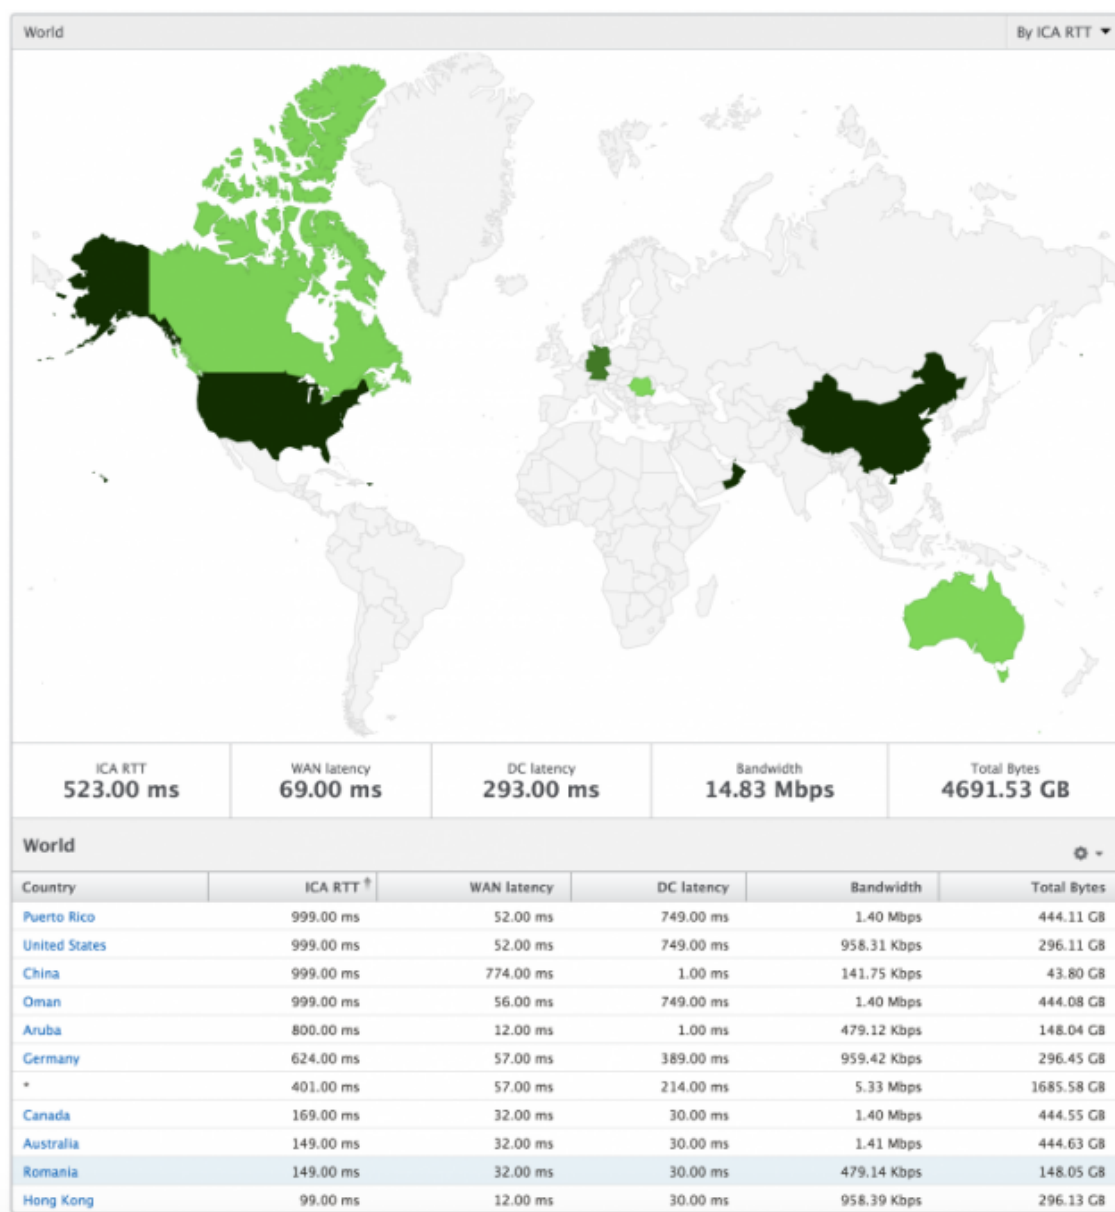 World By ICA RTT
ICA RTT WAN latency DC latency Bandwidth Total Bytes
523.00 ms 69.00 ms 293.00 ms 14.83 Mbps 4691.53 GB
World
Country ICA RTT WAN latency DC latency Bandwidth Total Bytes
Puerto Rico 999.00 ms 52.00 ms 749.00 ms 1.40 Mbps 444.11 GB
United States 999.00 ms 52.00 ms 749.00 ms 958.31 Kbps 296.11 GB
China 999.00 ms 774.00 ms 1.00 ms 141.75 Kbps 43.80 GB
Oman 999.00 ms 56.00 ms 749.00 ms 1.40 Mbps 444.08 GB
Aruba 800.00 ms 12.00 ms 1.00 ms 479.12 Kbps 148.04 GB
Germany 624.00 ms 57.00 ms 389.00 ms 959.42 Kbps 296.45 GB
* 401.00 ms 57.00 ms 214.00 ms 5.33 Mbps 1685.58 GB
Canada 169.00 ms 32.00 ms 30.00 ms 1.40 Mbps 444.55 GB
Australia 149.00 ms 32.00 ms 30.00 ms 1.41 Mbps 444.63 GB
Romania 149.00 ms 32.00 ms 30.00 ms 479.14 Kbps 148.05 GB
Hong Kong 99.00 ms 12.00 ms 30.00 ms 958.39 Kbps 296.13 GB